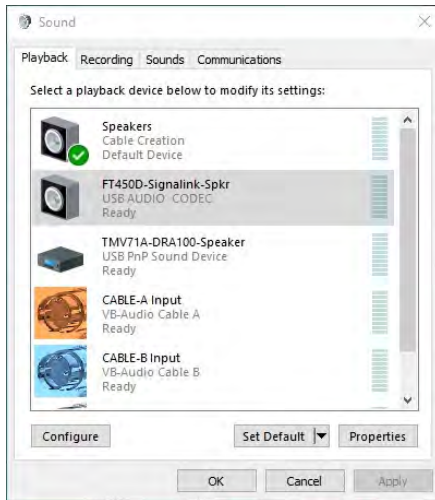 Sound
Playback Recording Sounds Communications
Select a playback device below to modify its settings:
Speakers
Cable Creation
Default Device
FT450D-Signalink-Spkr
USB AUDIO  CODEC
Ready
TMV71A-DRA100-Speaker
USB PnP Sound Device
Ready
CABLE-A Input
VB-Audio Cable A
Ready
CABLE-B Input
VB-Audio Cable B
Ready
Configure Set Default Properties
OK Cancel Apply